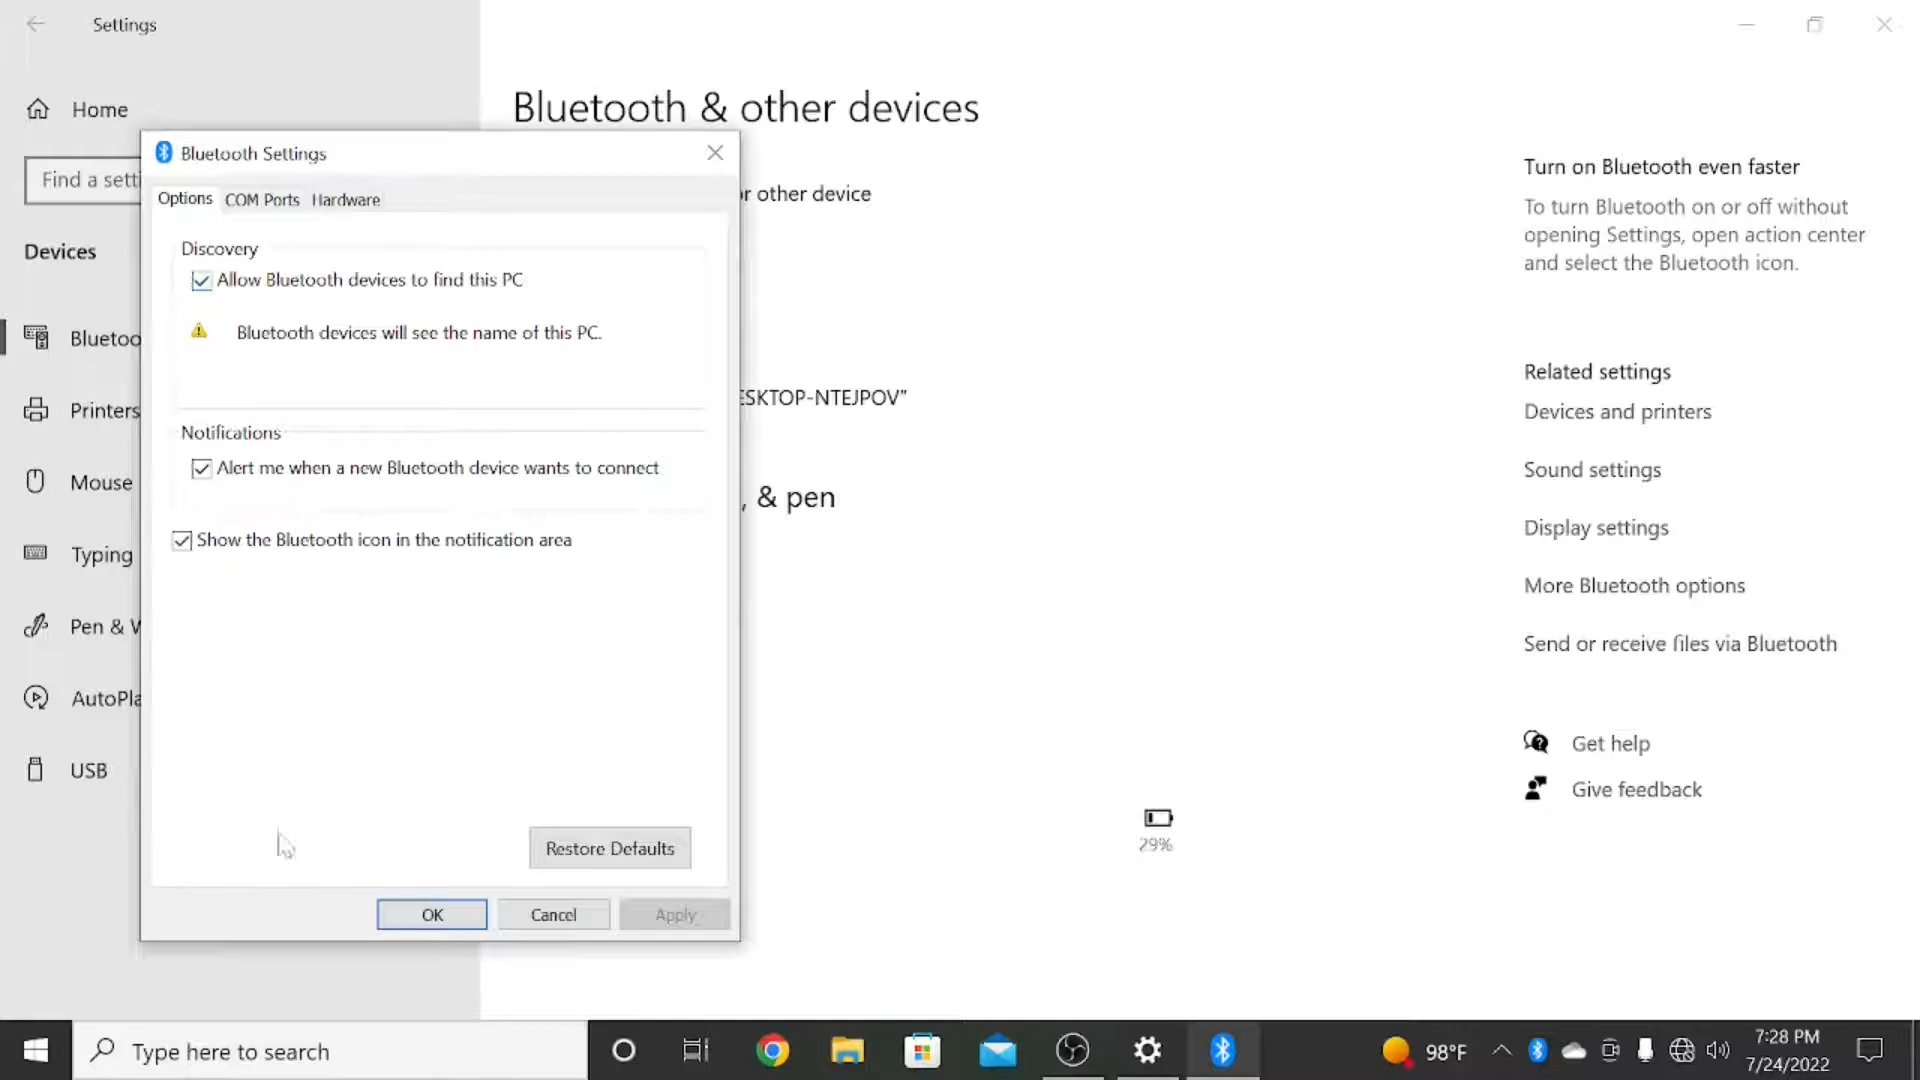 Settings
Home
Find a setti
Devices
Bluetoo
Printers
Mouse
Typing
Pen & W
AutoPla
USB
Bluetooth & other devices
r other device
ESKTOP-NTEJPOV"
, & pen
29%
Bluetooth Settings
Options COM Ports Hardware
Discovery
Allow Bluetooth devices to find this PC
Bluetooth devices will see the name of this PC.
Notifications
Alert me when a new Bluetooth device wants to connect
Show the Bluetooth icon in the notification area
Restore Defaults
OK Cancel Apply
Turn on Bluetooth even faster
To turn Bluetooth on or off without
opening Settings, open action center
and select the Bluetooth icon.
Related settings
Devices and printers
Sound settings
Display settings
More Bluetooth options
Send or receive files via Bluetooth
Get help
Give feedback
Type here to search
98°F
7:28 PM
7/24/2022